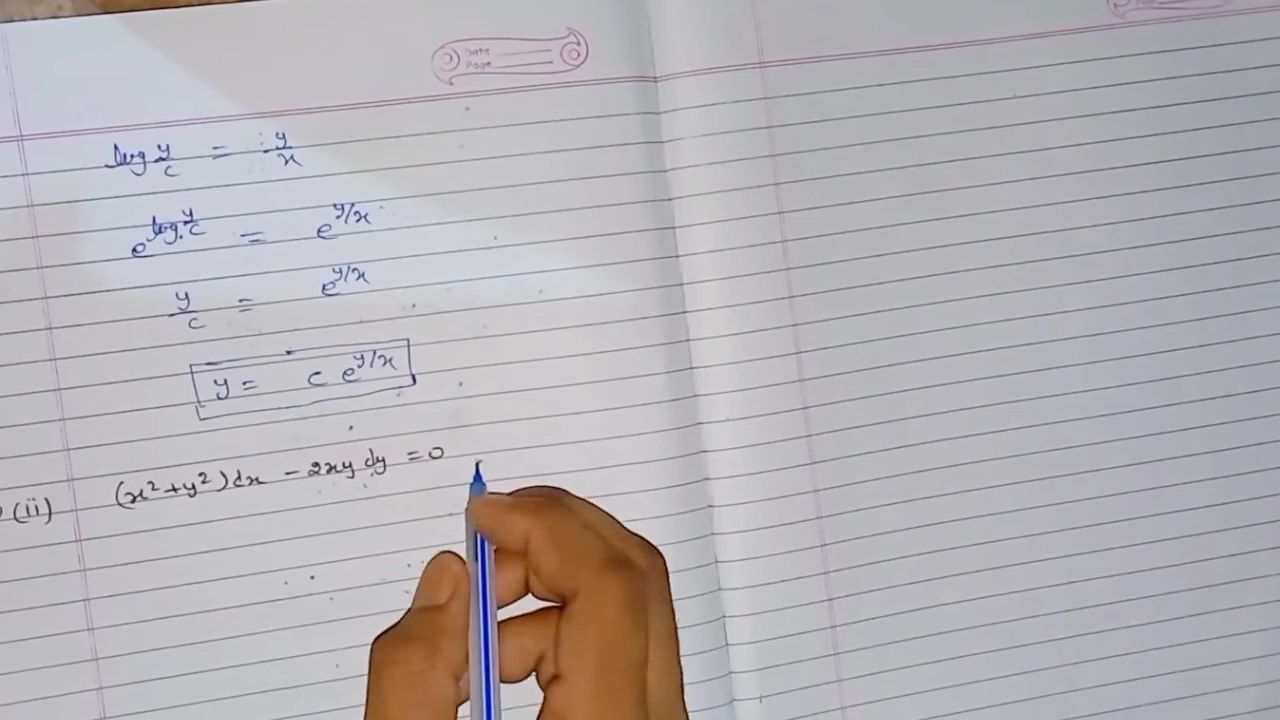 Date
Page
log y/c = y/x
e^{log y/c} = e^{y/x}
y/c = e^{y/x}
y = c e^{y/x}
(ii) (x²+y²)dx - 2xy dy = 0